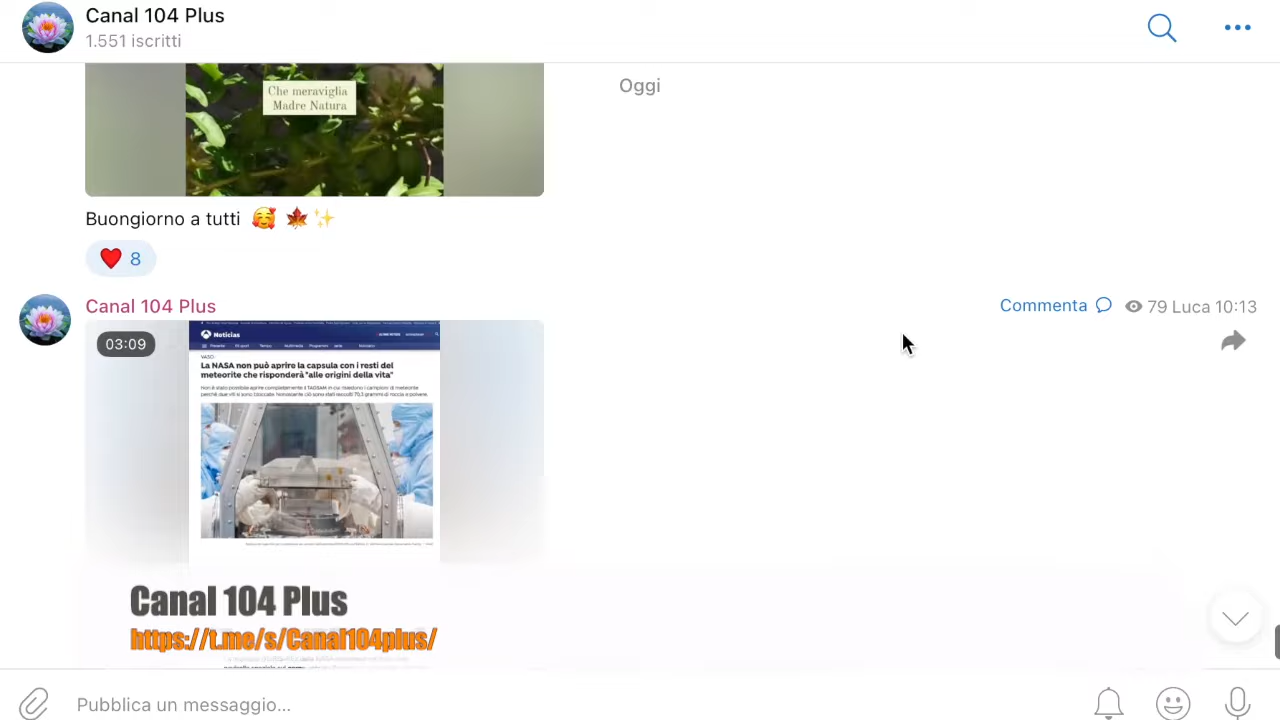 Canal 104 Plus
1.551 iscritti
Oggi
Che meraviglia
Madre Natura
Buongiorno a tutti 🥰 🍁✨
❤️ 8
Canal 104 Plus
Commenta
79 Luca 10:13
03:09
Noticias
VASO
La NASA non può aprire la capsula con i resti del
meteorite che risponderà "alle origini della vita"
Canal 104 Plus
https://t.me/s/Canal104plus/
Pubblica un messaggio...